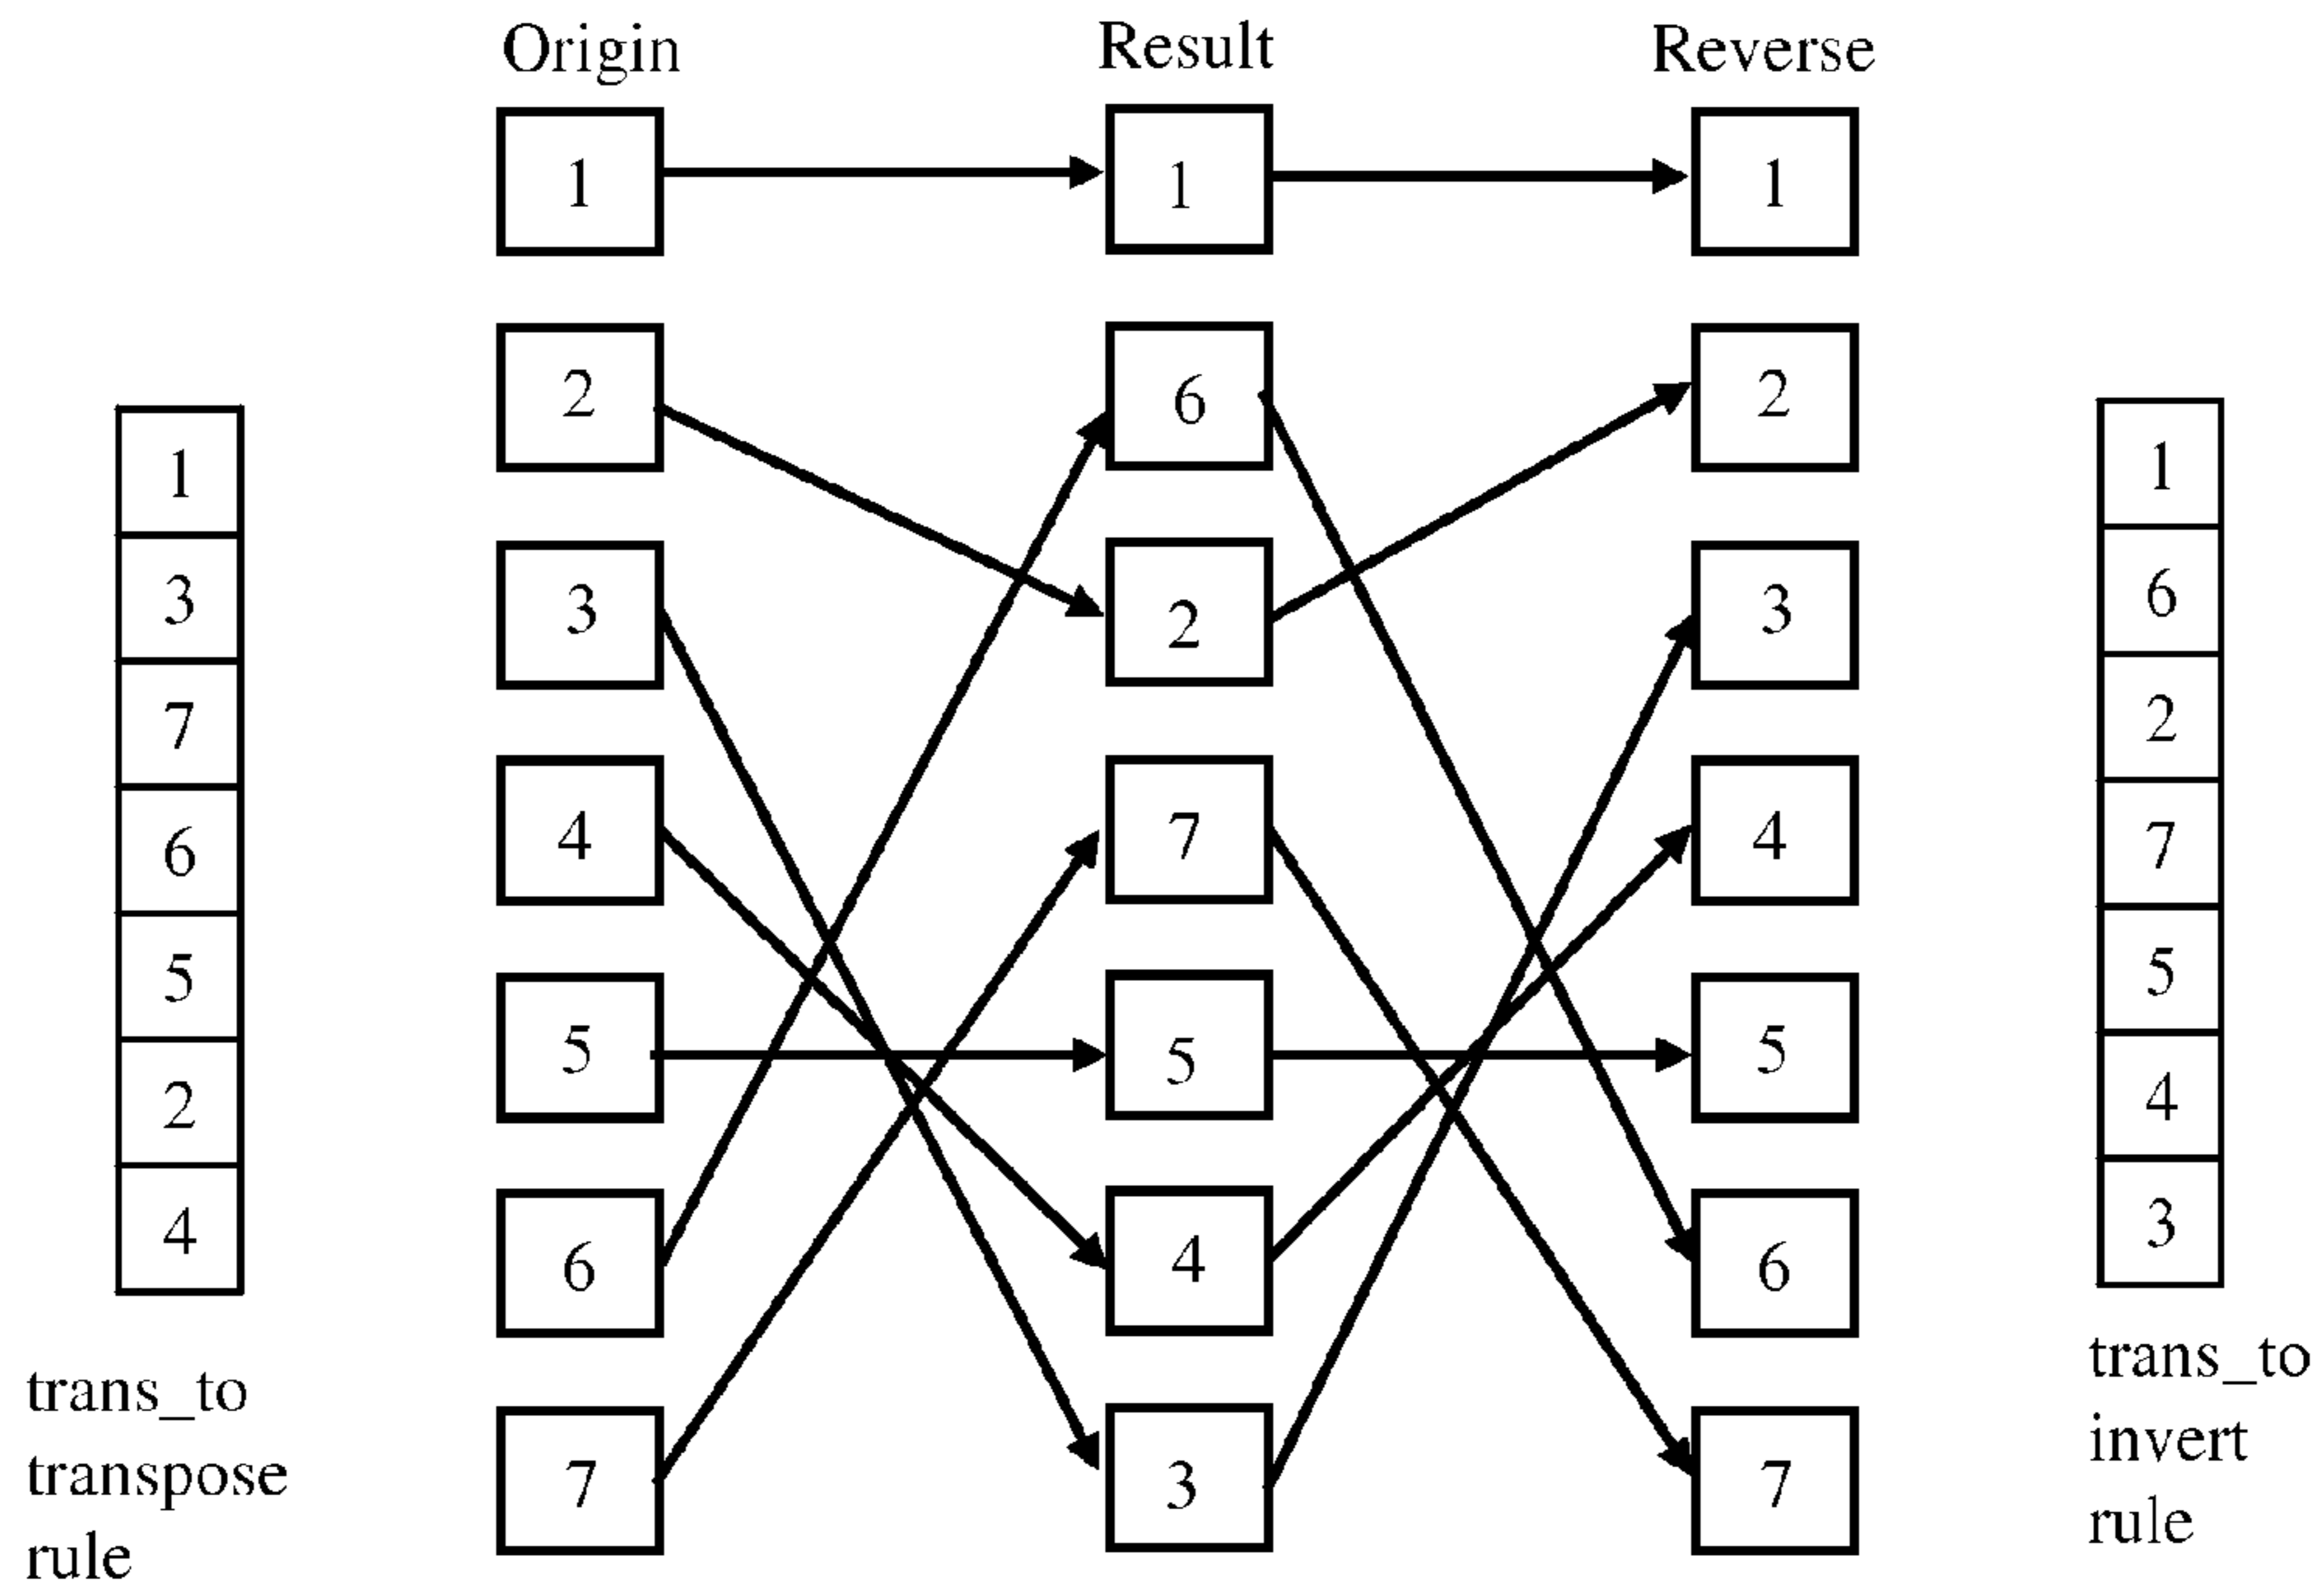 Origin Result Reverse
1 1 1
2 6 2
1 1
3 6
3 2 3
7 2
4 7 4
6 7
5 5 5
5 5
2 4
6 4 6
4 3
7 3 7
trans_to
transpose
rule
trans_to
invert
rule